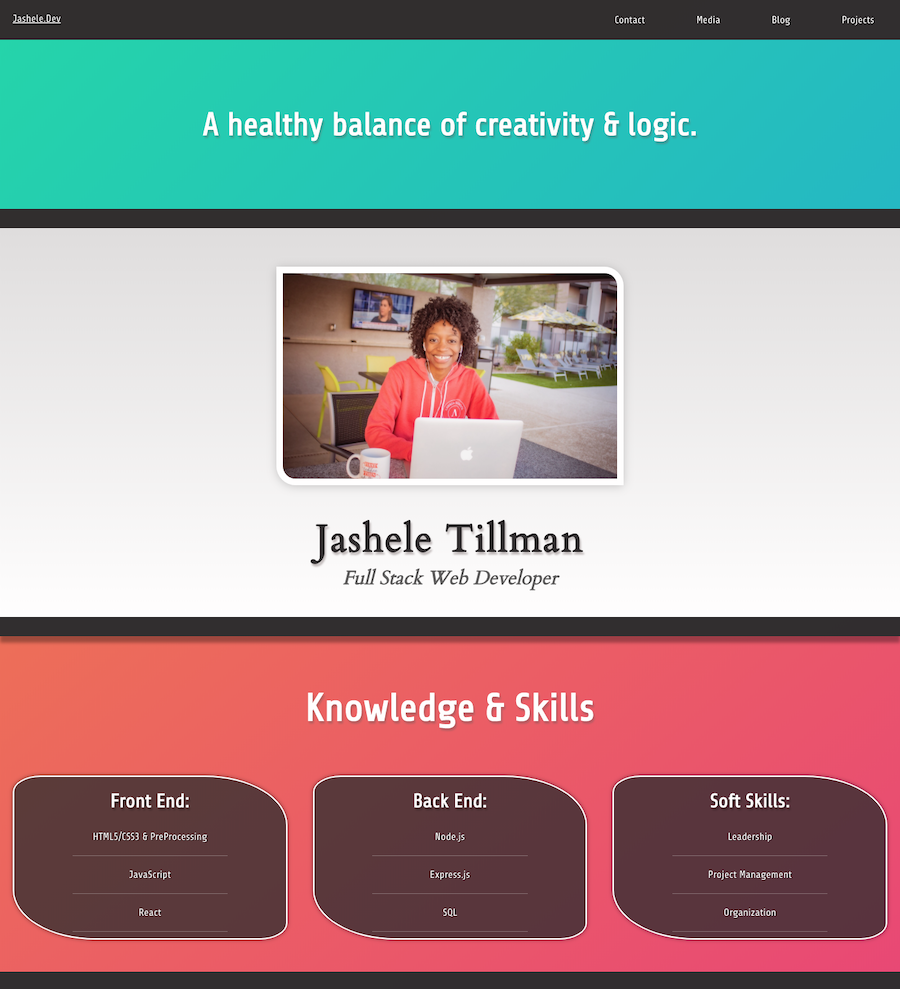 Jashele.Dev
Contact Media Blog Projects
A healthy balance of creativity & logic.
Jashele Tillman
Full Stack Web Developer
Knowledge & Skills
Front End:
HTML5/CSS3 & PreProcessing
JavaScript
React
Back End:
Node.js
Express.js
SQL
Soft Skills:
Leadership
Project Management
Organization